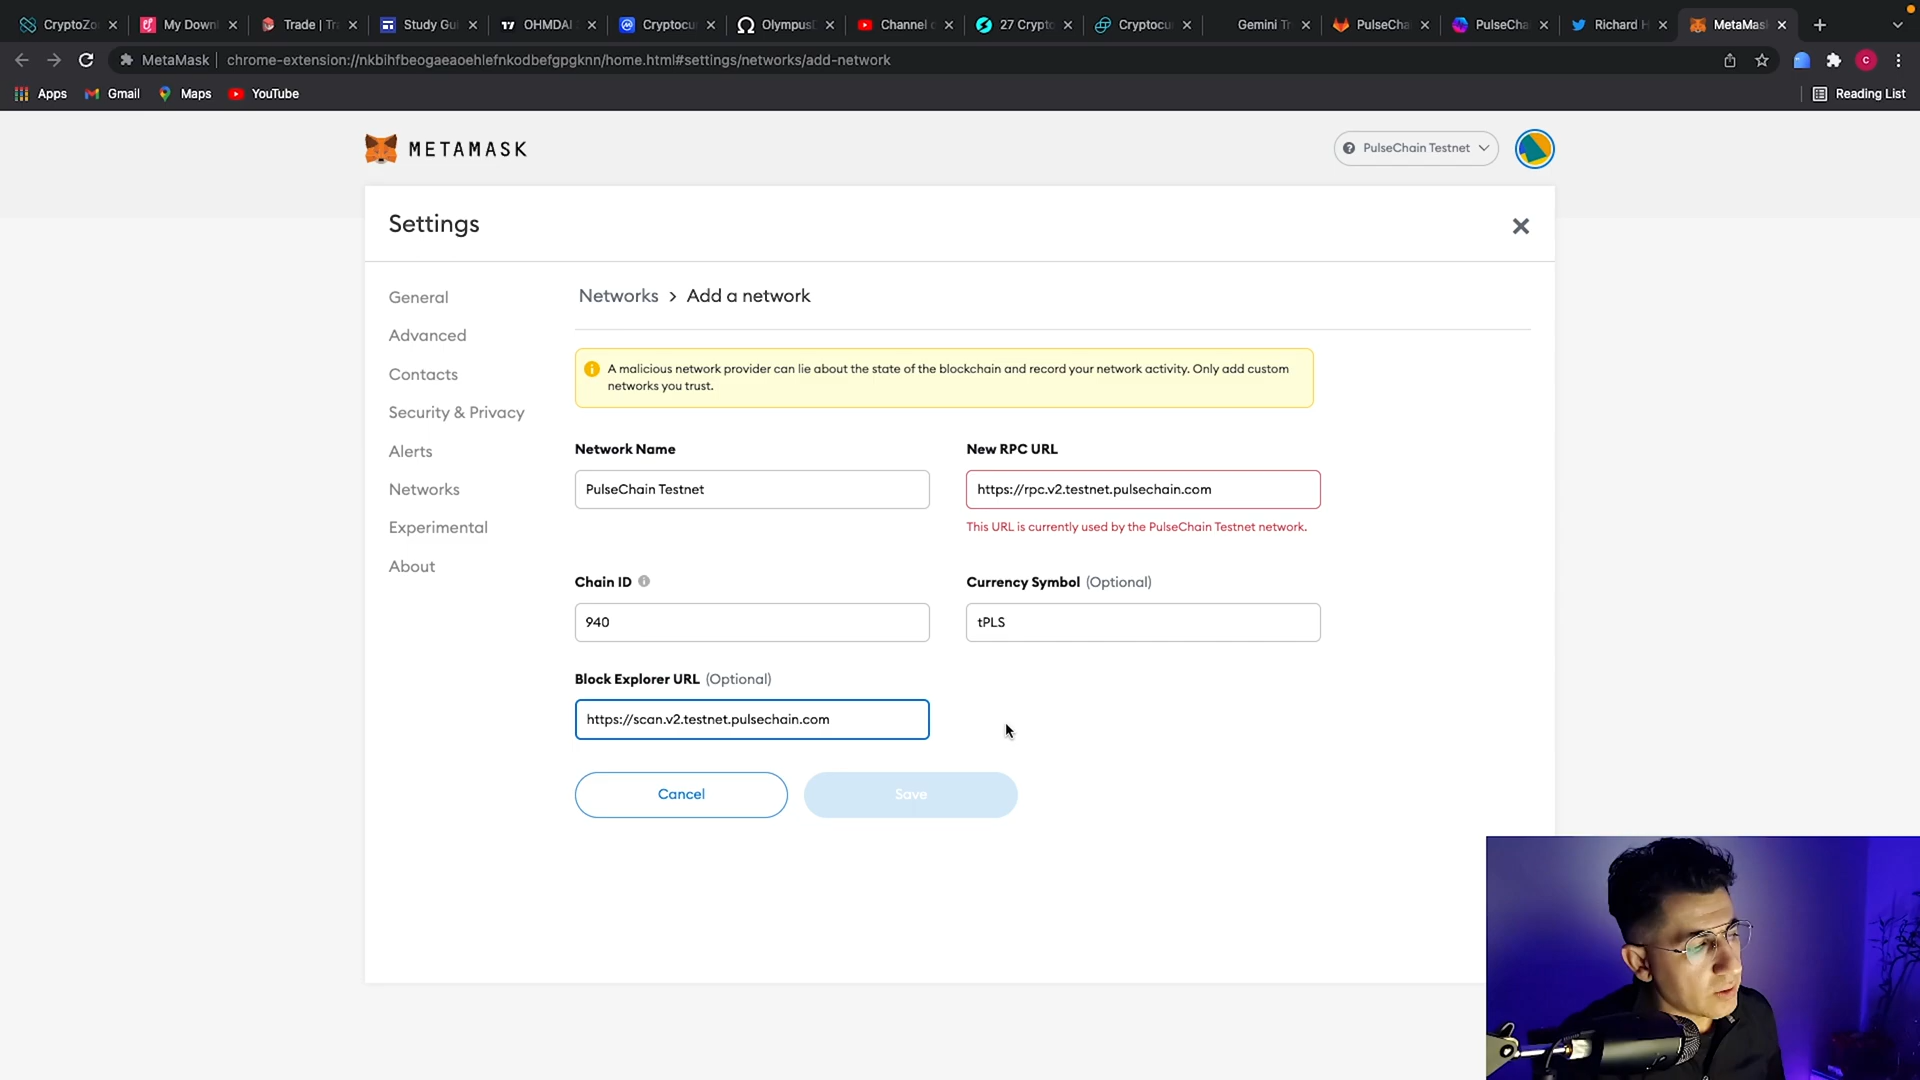 CryptoZo
My Down
Trade | Tr
Study Gui
OHMDAI
Cryptocu
Olympus
Channel
27 Crypto
Cryptocu
Gemini Tr
PulseCha
PulseCha
Richard H
MetaMas
MetaMask
chrome-extension://nkbihfbeogaeaoehlefnkodbefgpgknn/home.html#settings/networks/add-network
C
Apps
Gmail
Maps
YouTube
Reading List
METAMASK
PulseChain Testnet
Settings
General
Advanced
Contacts
Security & Privacy
Alerts
Networks
Experimental
About
Networks > Add a network
A malicious network provider can lie about the state of the blockchain and record your network activity. Only add custom
networks you trust.
Network Name
PulseChain Testnet
New RPC URL
https://rpc.v2.testnet.pulsechain.com
This URL is currently used by the PulseChain Testnet network.
Chain ID
940
Currency Symbol (Optional)
tPLS
Block Explorer URL (Optional)
https://scan.v2.testnet.pulsechain.com
Cancel
Save